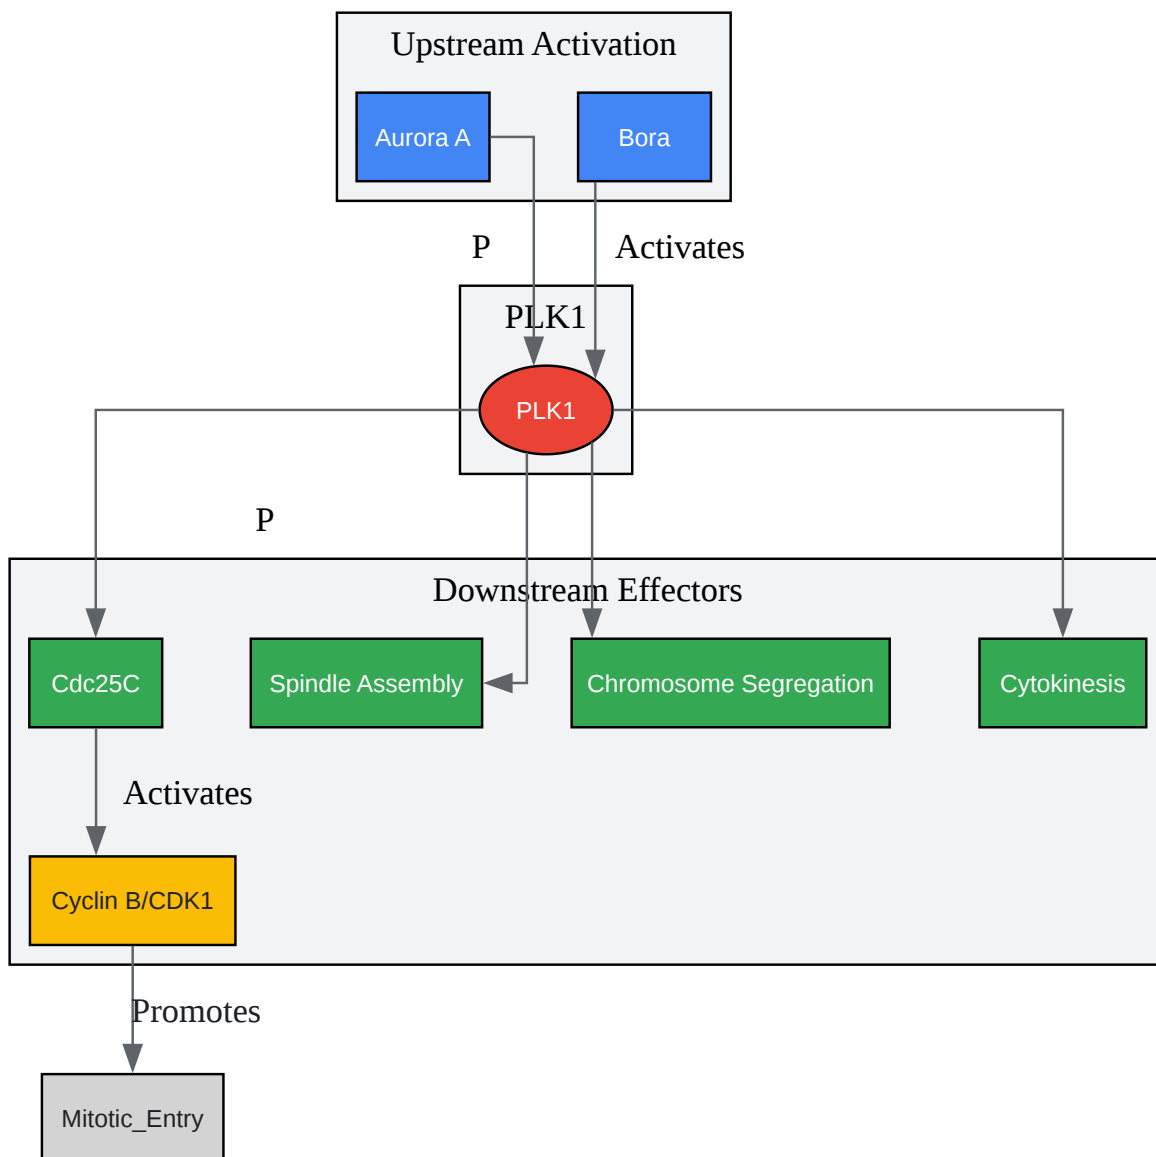 Upstream Activation
Aurora A
Bora
P
Activates
PLK1
PLK1
P
Downstream Effectors
Cdc25C
Spindle Assembly
Chromosome Segregation
Cytokinesis
Activates
Cyclin B/CDK1
Promotes
Mitotic_Entry